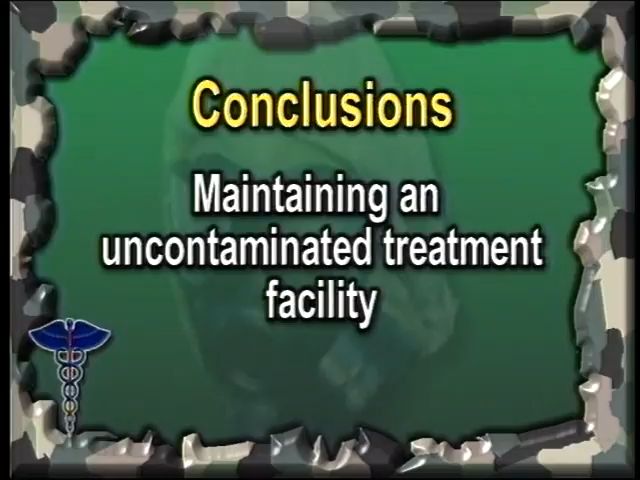 Conclusions
Maintaining an
uncontaminated treatment
facility